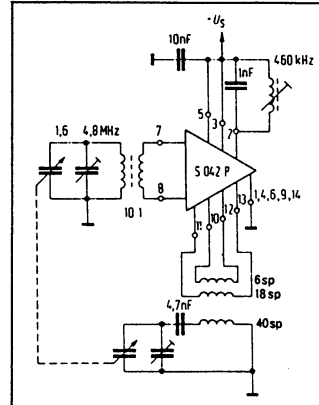 -U_S
10nF
460 kHz
1nF
5
3
2
1,6 4,8 MHz
7
S 042 P
8
10 1
11
10
12
13
1,4,6,9,14
6sp
18sp
4,7nF
40sp